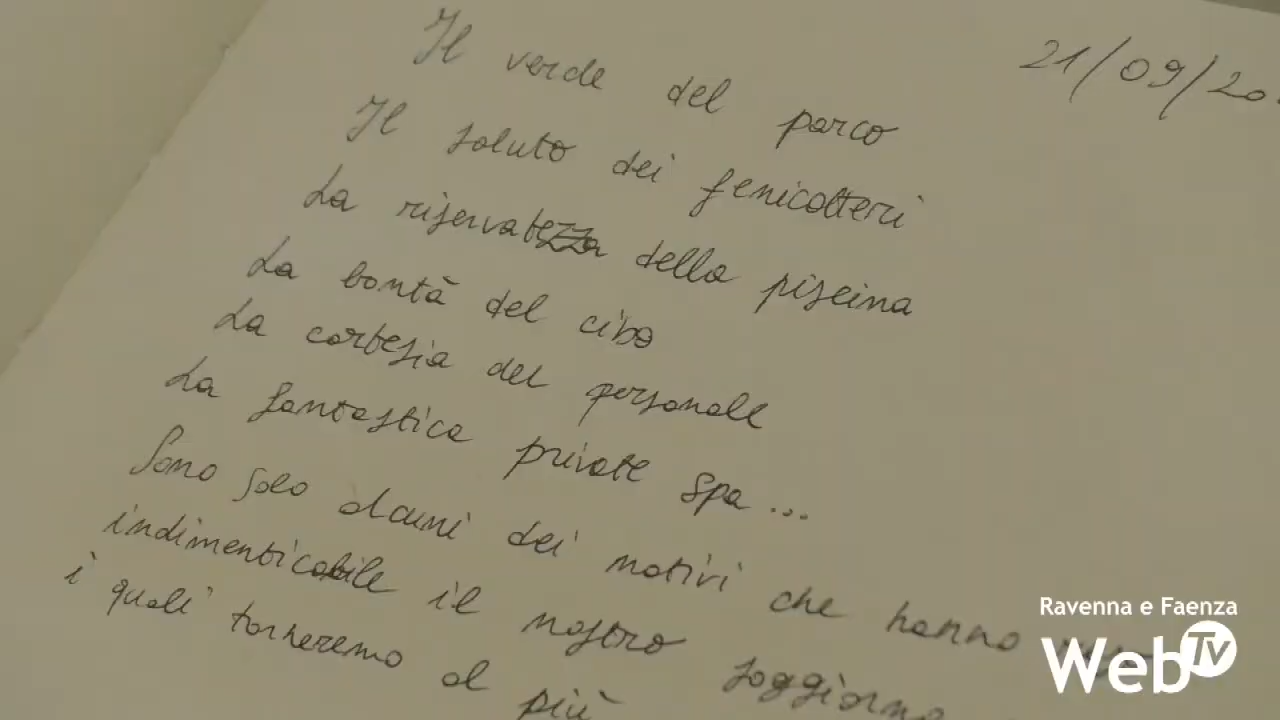 21/09/20
Il verde del parco
Il saluto dei fenicotteri
La riservatezza della piscina
La bontà del cibo
La cortesia del personale
La fantastica private spa...
Sono solo alcuni dei motivi che hanno
indimenticabile il nostro soggiorno
i quali torneremo al più
Ravenna e Faenza
WebTv